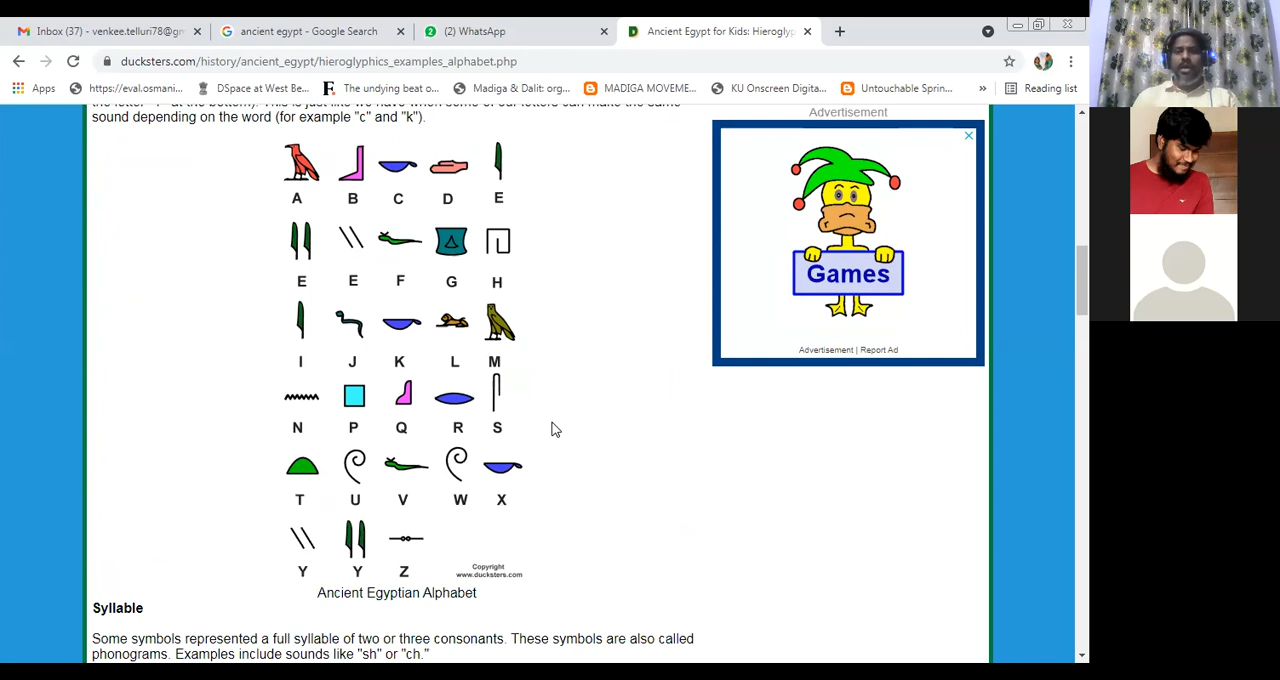 Inbox (37) - venkee.telluri78@gm
ancient egypt - Google Search
(2) WhatsApp
Ancient Egypt for Kids: Hieroglyp
ducksters.com/history/ancient_egypt/hieroglyphics_examples_alphabet.php
Apps
https://eval.osmani...
DSpace at West Be...
The undying beat o...
Madiga & Dalit: org...
MADIGA MOVEME...
KU Onscreen Digita...
Untouchable Sprin...
»
Reading list
sound depending on the word (for example "c" and "k").
A B C D E
E E F G H
I J K L M
N P Q R S
T U V W X
Y Y Z
Copyright
www.ducksters.com
Ancient Egyptian Alphabet
Syllable
Some symbols represented a full syllable of two or three consonants. These symbols are also called
phonograms. Examples include sounds like "sh" or "ch."
Advertisement
Games
Advertisement | Report Ad